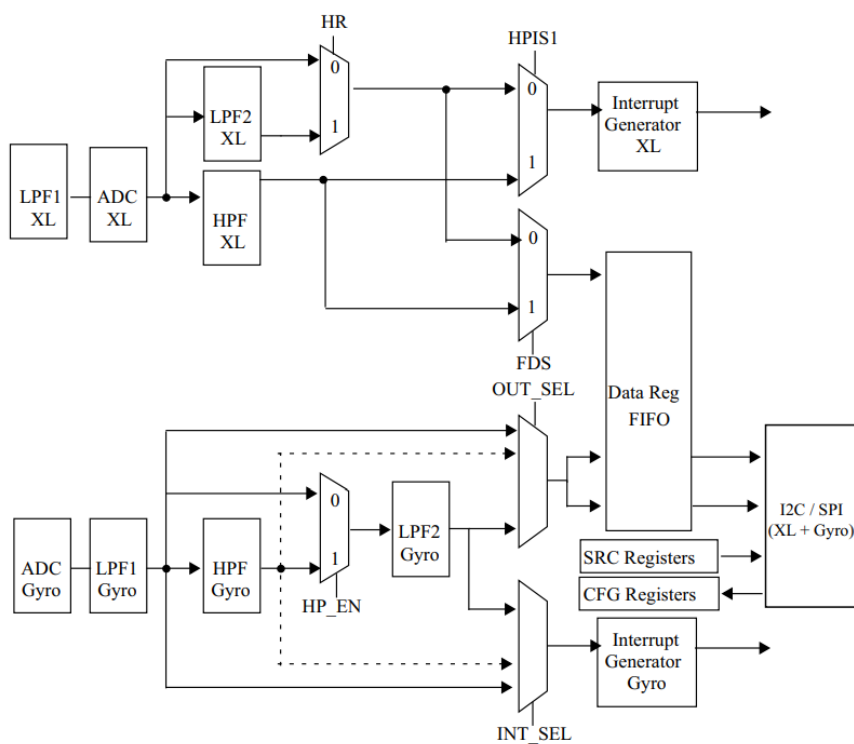 HR
HPIS1
0
LPF2
XL
1
0
1
Interrupt
Generator
XL
LPF1
XL
ADC
XL
HPF
XL
0
1
FDS
OUT_SEL
Data Reg
FIFO
0
1
HP_EN
LPF2
Gyro
I2C / SPI
(XL + Gyro)
ADC
Gyro
LPF1
Gyro
HPF
Gyro
SRC Registers
CFG Registers
Interrupt
Generator
Gyro
INT_SEL